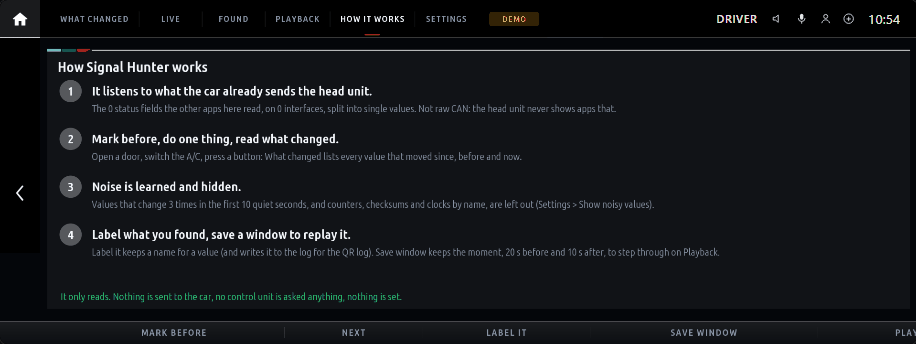 WHAT CHANGED LIVE FOUND PLAYBACK HOW IT WORKS SETTINGS DEMO DRIVER 10:54
How Signal Hunter works
1 It listens to what the car already sends the head unit.
The 0 status fields the other apps here read, on 0 interfaces, split into single values. Not raw CAN: the head unit never shows apps that.
2 Mark before, do one thing, read what changed.
Open a door, switch the A/C, press a button: What changed lists every value that moved since, before and now.
3 Noise is learned and hidden.
Values that change 3 times in the first 10 quiet seconds, and counters, checksums and clocks by name, are left out (Settings > Show noisy values).
4 Label what you found, save a window to replay it.
Label it keeps a name for a value (and writes it to the log for the QR log). Save window keeps the moment, 20 s before and 10 s after, to step through on Playback.
It only reads. Nothing is sent to the car, no control unit is asked anything, nothing is set.
MARK BEFORE NEXT LABEL IT SAVE WINDOW PLAY